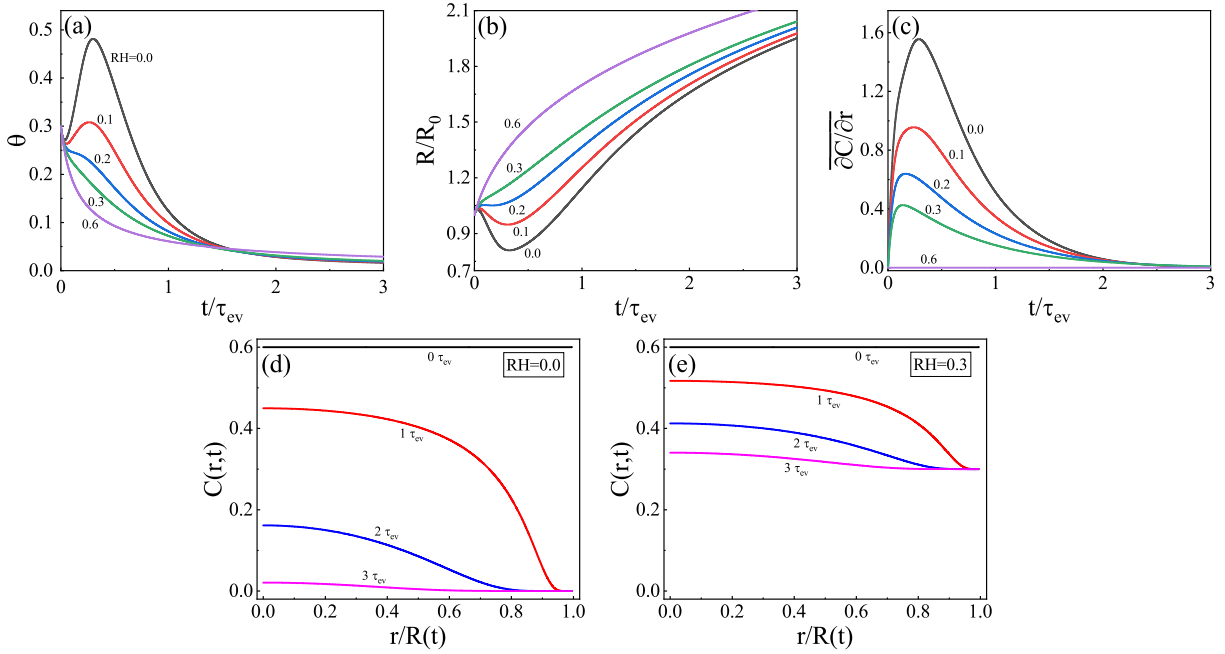 (a)
RH=0.0
0.1
0.2
0.3
0.6
θ
0.5
0.4
0.3
0.2
0.1
0.0
0 1 2 3
t/τev
(b)
0.6
0.3
0.2
0.1
0.0
R/R0
2.1
1.8
1.5
1.2
0.9
0.7
0 1 2 3
t/τev
(c)
0.0
0.1
0.2
0.3
0.6
∂C/∂r
1.6
1.2
0.8
0.4
0.0
0 1 2 3
t/τev
(d)
RH=0.0
0 τev
1 τev
2 τev
3 τev
C(r,t)
0.6
0.4
0.2
0.0
0.0 0.2 0.4 0.6 0.8 1.0
r/R(t)
(e)
RH=0.3
0 τev
1 τev
2 τev
3 τev
C(r,t)
0.6
0.4
0.2
0.0
0.0 0.2 0.4 0.6 0.8 1.0
r/R(t)